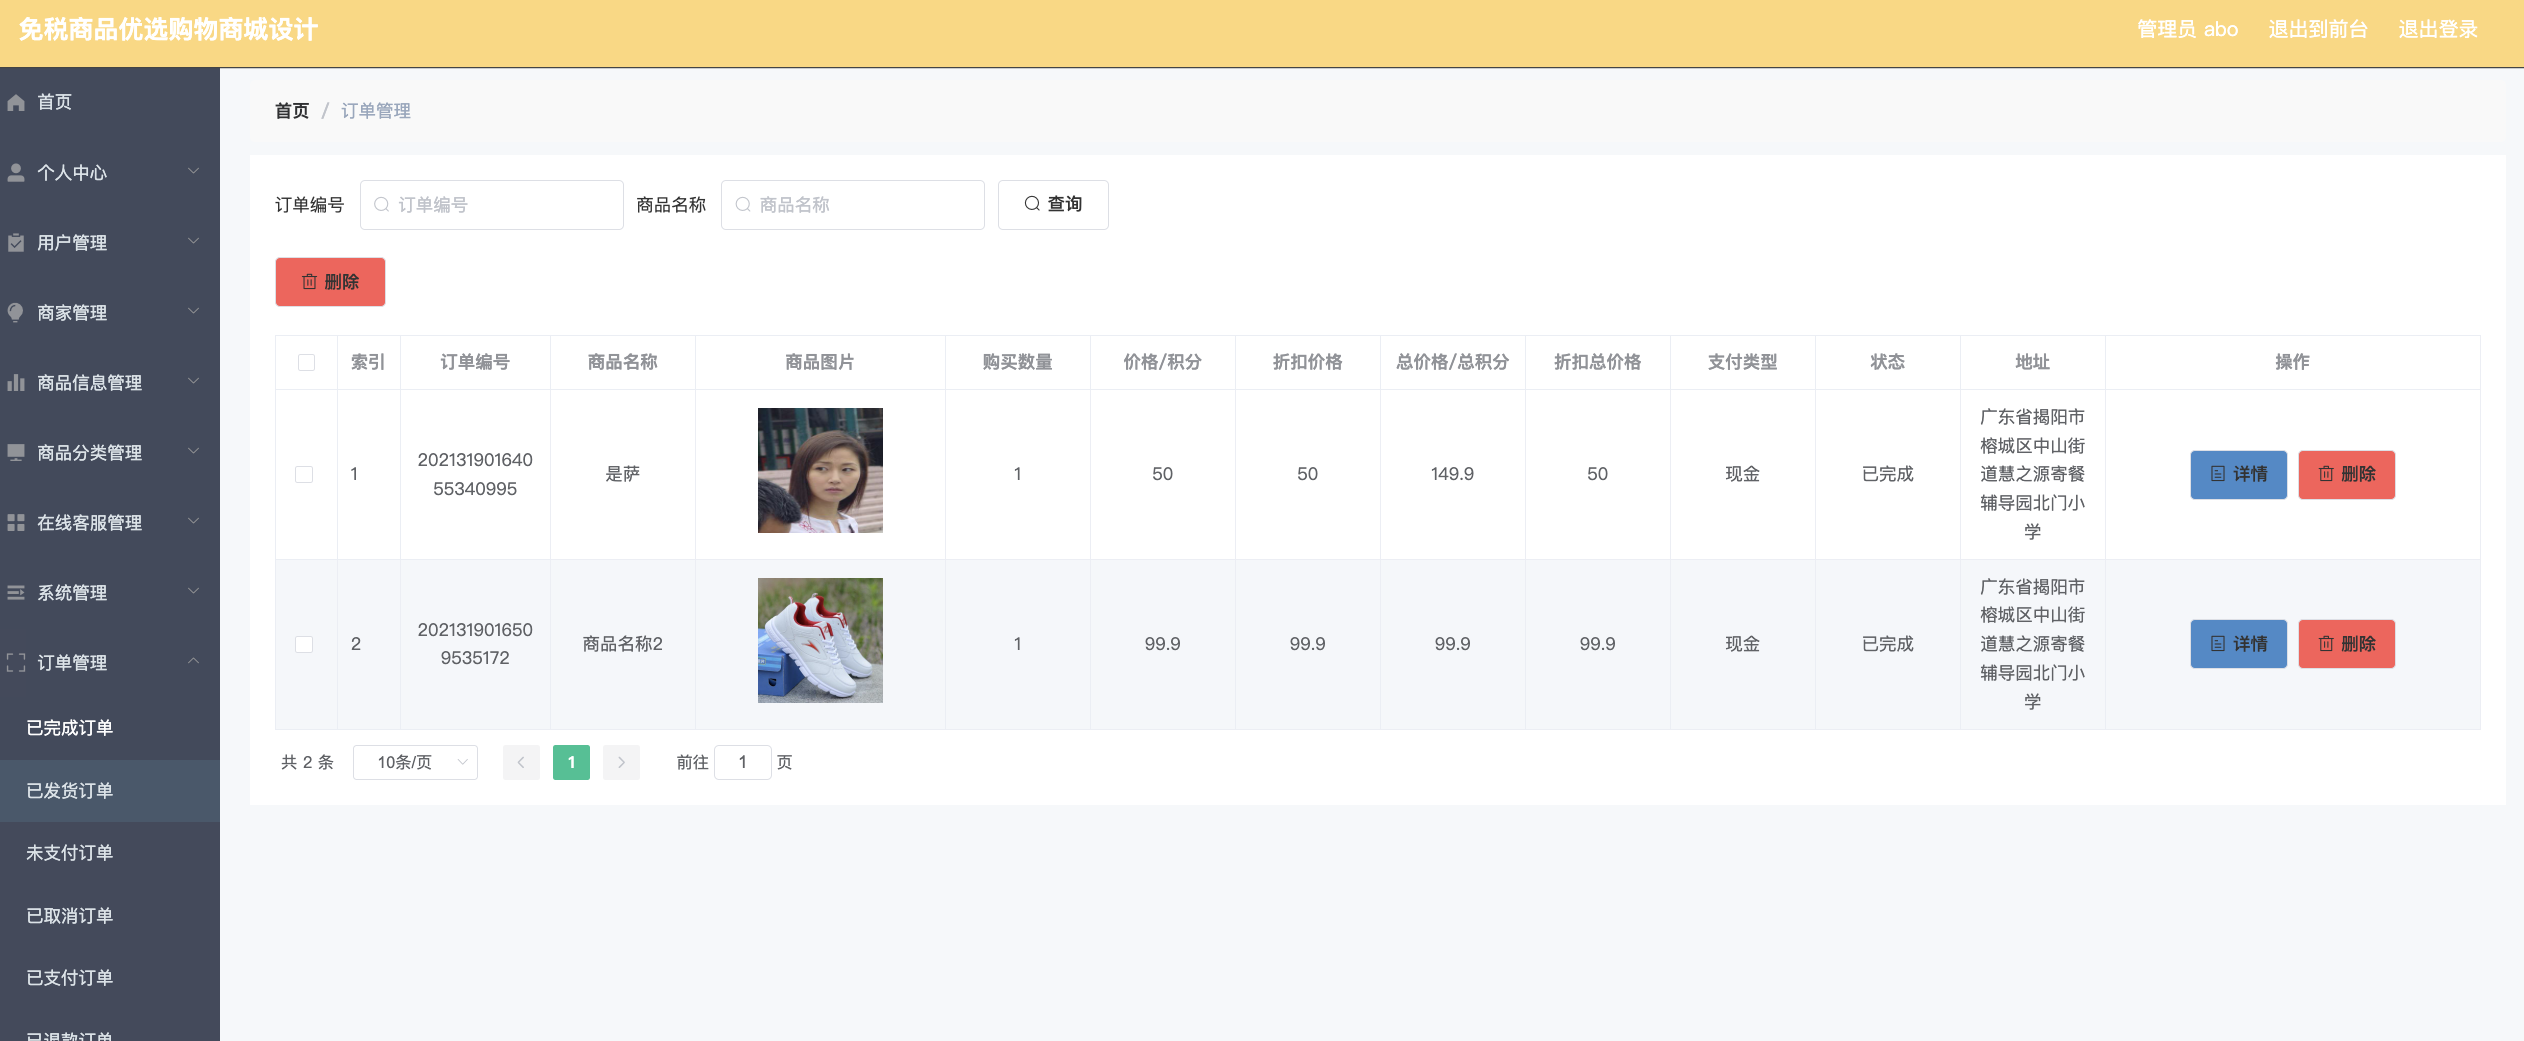 免税商品优选购物商城设计
管理员 abo 退出到前台 退出登录
首页
个人中心
用户管理
商家管理
商品信息管理
商品分类管理
在线客服管理
系统管理
订单管理
已完成订单
已发货订单
未支付订单
已取消订单
已支付订单
已退款订单
首页 / 订单管理
订单编号 订单编号 商品名称 商品名称 查询
删除
索引 订单编号 商品名称 商品图片 购买数量 价格/积分 折扣价格 总价格/总积分 折扣总价格 支付类型 状态 地址 操作
1
202131901640
55340995
是萨
1 50 50 149.9 50 现金 已完成
广东省揭阳市
榕城区中山街
道慧之源寄餐
辅导园北门小
学
详情 删除
2
202131901650
9535172
商品名称2
1 99.9 99.9 99.9 99.9 现金 已完成
广东省揭阳市
榕城区中山街
道慧之源寄餐
辅导园北门小
学
详情 删除
共 2 条 10条/页 1 前往 1 页